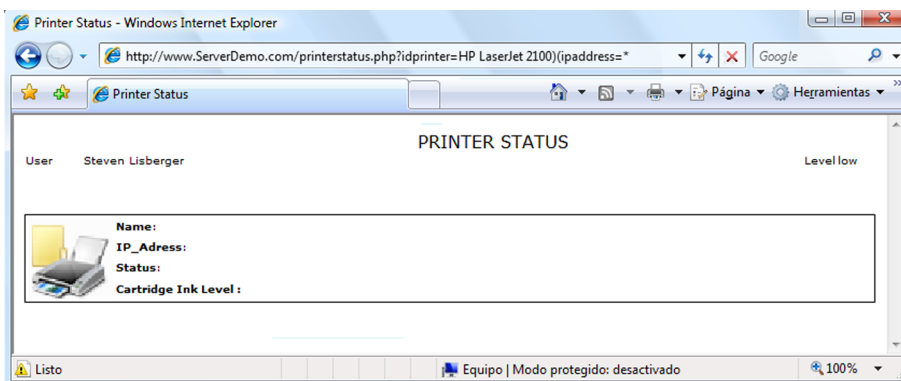 Printer Status - Windows Internet Explorer
http://www.ServerDemo.com/printerstatus.php?idprinter=HP LaserJet 2100)(ipaddress=*
Google
Printer Status
Página
Herramientas
PRINTER STATUS
User Steven Lisberger Level low
Name:
IP_Adress:
Status:
Cartridge Ink Level :
Listo
Equipo | Modo protegido: desactivado
100%